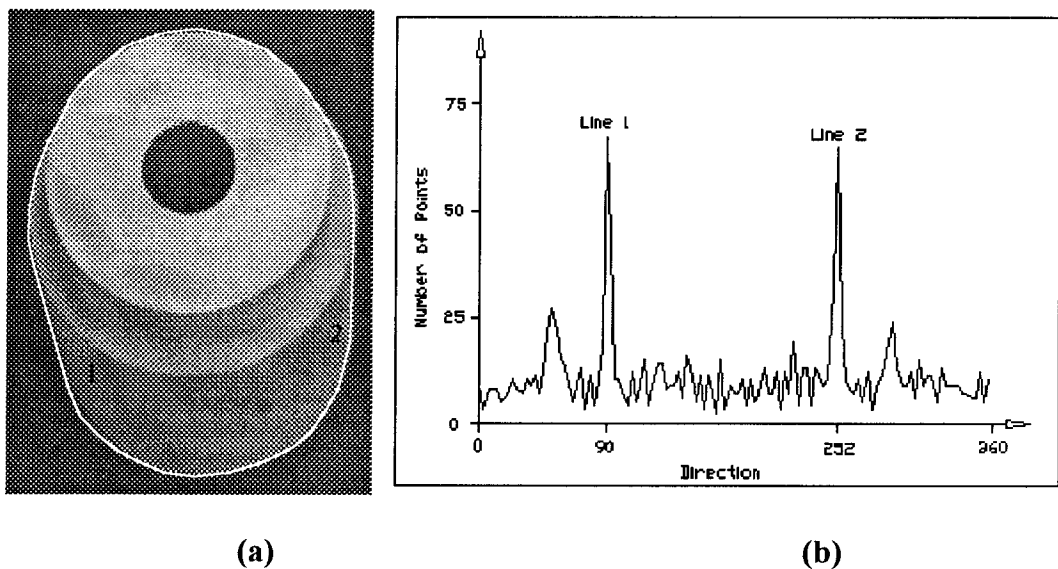 1
2
75
50
25
0
Number of Points
Line 1
Line 2
0
90
252
360
Direction
(a)
(b)